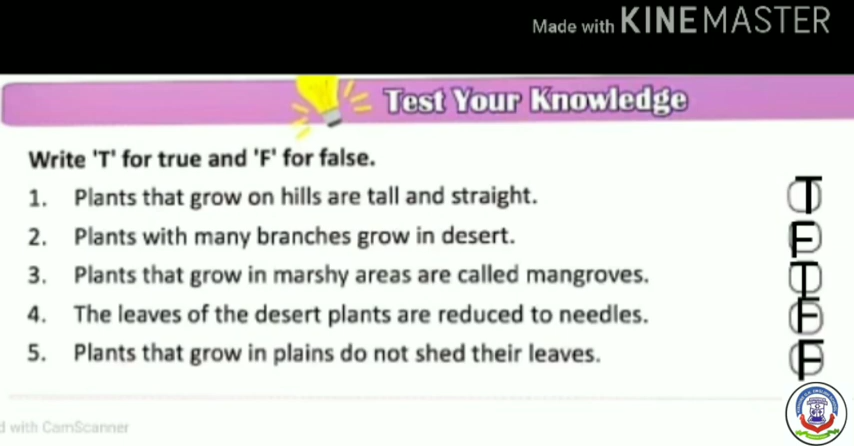 Made with KINEMASTER
Test Your Knowledge
Write 'T' for true and 'F' for false.
1. Plants that grow on hills are tall and straight. T
2. Plants with many branches grow in desert. F
3. Plants that grow in marshy areas are called mangroves. T
4. The leaves of the desert plants are reduced to needles. F
5. Plants that grow in plains do not shed their leaves. F
d with CamScanner